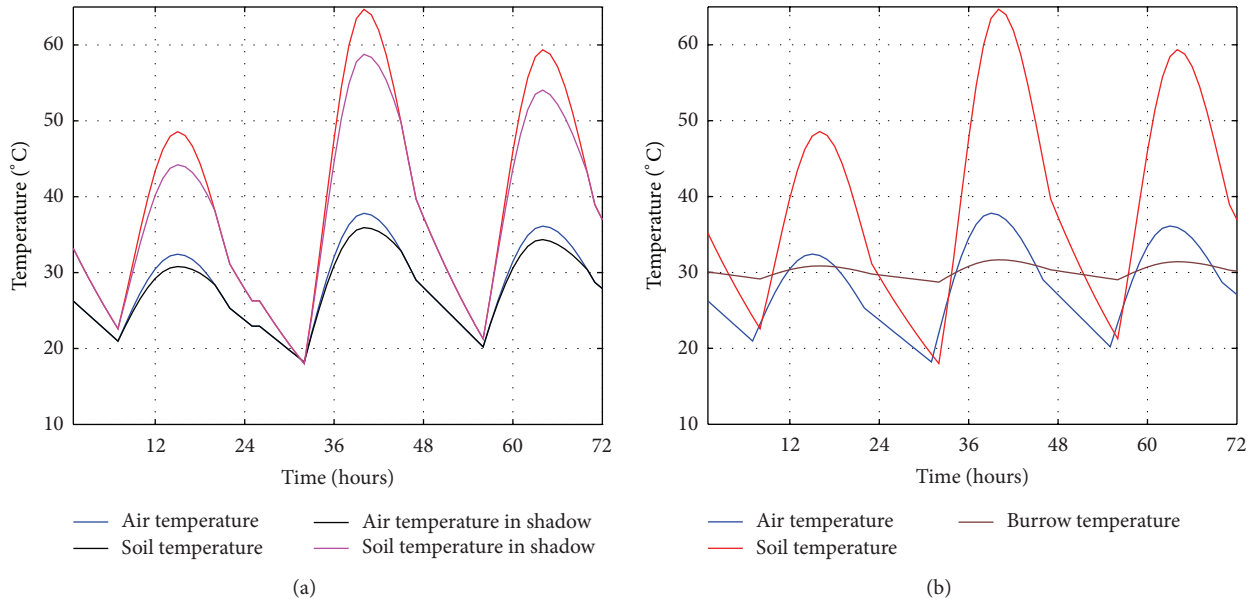 60
50
40
30
20
10
Temperature (°C)
12 24 36 48 60 72
Time (hours)
Air temperature
Soil temperature
Air temperature in shadow
Soil temperature in shadow
(a)
60
50
40
30
20
10
Temperature (°C)
12 24 36 48 60 72
Time (hours)
Air temperature
Soil temperature
Burrow temperature
(b)